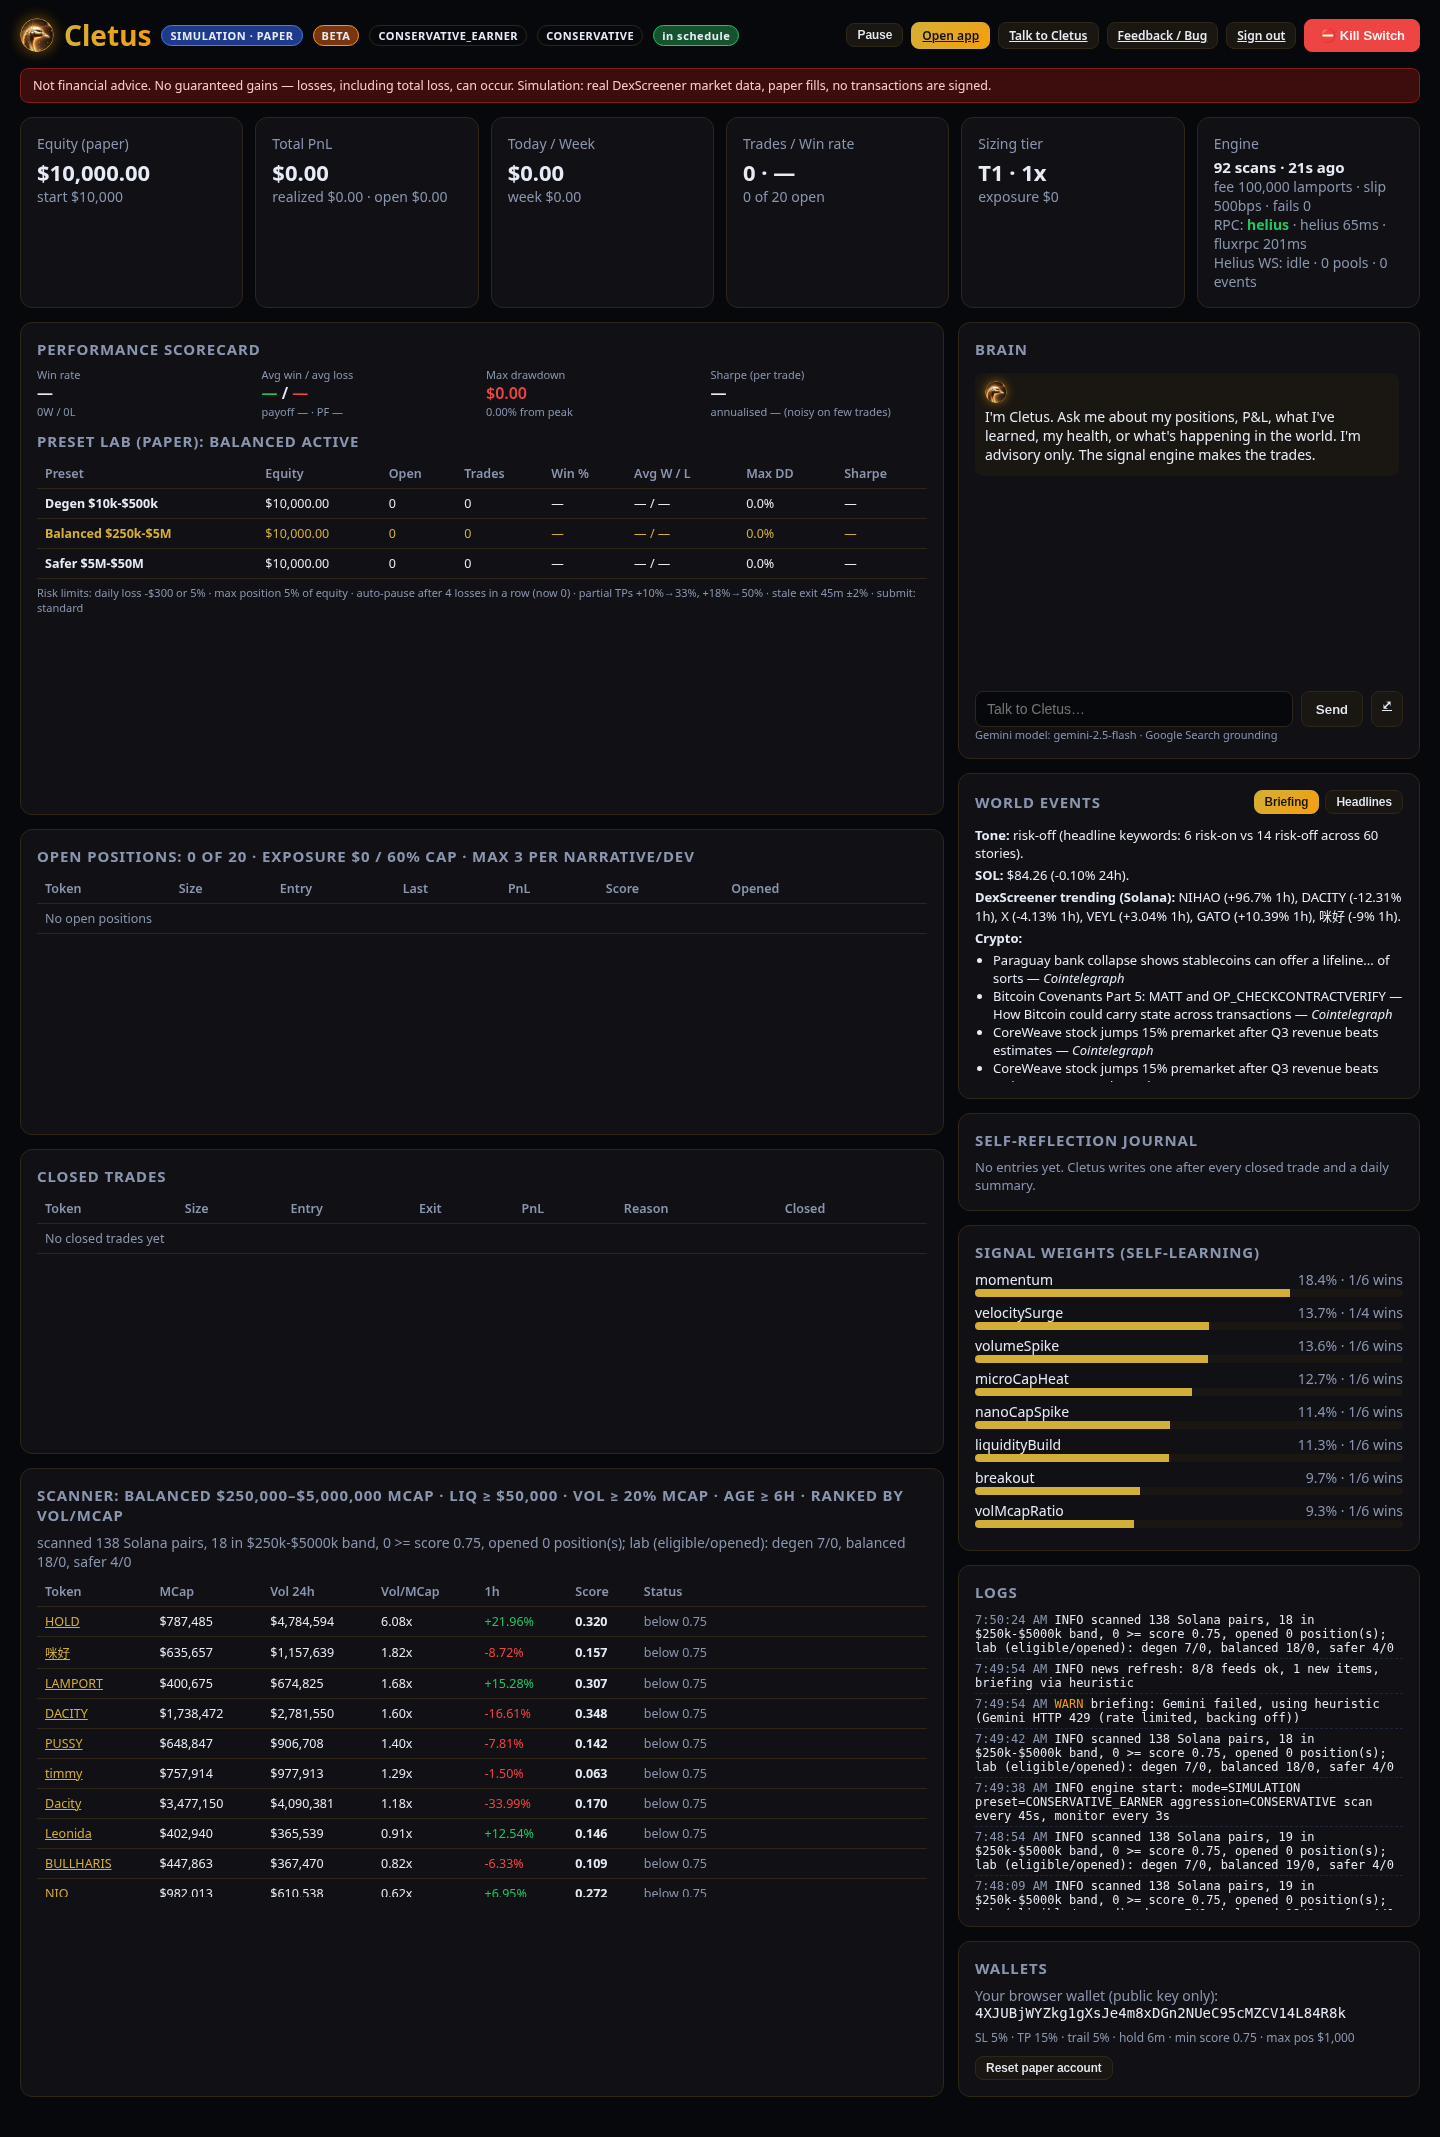 Cletus SIMULATION · PAPER BETA CONSERVATIVE_EARNER CONSERVATIVE in schedule Pause Open app Talk to Cletus Feedback / Bug Sign out ⛔ Kill Switch
Not financial advice. No guaranteed gains — losses, including total loss, can occur. Simulation: real DexScreener market data, paper fills, no transactions are signed.
Equity (paper)
$10,000.00
start $10,000
Total PnL
$0.00
realized $0.00 · open $0.00
Today / Week
$0.00
week $0.00
Trades / Win rate
0 · —
0 of 20 open
Sizing tier
T1 · 1x
exposure $0
Engine
92 scans · 21s ago
fee 100,000 lamports · slip
500bps · fails 0
RPC: helius · helius 65ms ·
fluxrpc 201ms
Helius WS: idle · 0 pools · 0
events
PERFORMANCE SCORECARD
Win rate
—
0W / 0L
Avg win / avg loss
— / —
payoff — · PF —
Max drawdown
$0.00
0.00% from peak
Sharpe (per trade)
—
annualised — (noisy on few trades)
PRESET LAB (PAPER): BALANCED ACTIVE
Preset Equity Open Trades Win % Avg W / L Max DD Sharpe
Degen $10k-$500k $10,000.00 0 0 — — / — 0.0% —
Balanced $250k-$5M $10,000.00 0 0 — — / — 0.0% —
Safer $5M-$50M $10,000.00 0 0 — — / — 0.0% —
Risk limits: daily loss -$300 or 5% · max position 5% of equity · auto-pause after 4 losses in a row (now 0) · partial TPs +10%→33%, +18%→50% · stale exit 45m ±2% · submit:
standard
OPEN POSITIONS: 0 OF 20 · EXPOSURE $0 / 60% CAP · MAX 3 PER NARRATIVE/DEV
Token Size Entry Last PnL Score Opened
No open positions
CLOSED TRADES
Token Size Entry Exit PnL Reason Closed
No closed trades yet
SCANNER: BALANCED $250,000–$5,000,000 MCAP · LIQ ≥ $50,000 · VOL ≥ 20% MCAP · AGE ≥ 6H · RANKED BY
VOL/MCAP
scanned 138 Solana pairs, 18 in $250k-$5000k band, 0 >= score 0.75, opened 0 position(s); lab (eligible/opened): degen 7/0, balanced
18/0, safer 4/0
Token MCap Vol 24h Vol/MCap 1h Score Status
HOLD $787,485 $4,784,594 6.08x +21.96% 0.320 below 0.75
咪好 $635,657 $1,157,639 1.82x -8.72% 0.157 below 0.75
LAMPORT $400,675 $674,825 1.68x +15.28% 0.307 below 0.75
DACITY $1,738,472 $2,781,550 1.60x -16.61% 0.348 below 0.75
PUSSY $648,847 $906,708 1.40x -7.81% 0.142 below 0.75
timmy $757,914 $977,913 1.29x -1.50% 0.063 below 0.75
Dacity $3,477,150 $4,090,381 1.18x -33.99% 0.170 below 0.75
Leonida $402,940 $365,539 0.91x +12.54% 0.146 below 0.75
BULLHARIS $447,863 $367,470 0.82x -6.33% 0.109 below 0.75
NIO $982,013 $610,538 0.62x +6.95% 0.272 below 0.75
BRAIN
I'm Cletus. Ask me about my positions, P&L, what I've
learned, my health, or what's happening in the world. I'm
advisory only. The signal engine makes the trades.
Talk to Cletus… Send ⤢
Gemini model: gemini-2.5-flash · Google Search grounding
WORLD EVENTS Briefing Headlines
Tone: risk-off (headline keywords: 6 risk-on vs 14 risk-off across 60
stories).
SOL: $84.26 (-0.10% 24h).
DexScreener trending (Solana): NIHAO (+96.7% 1h), DACITY (-12.31%
1h), X (-4.13% 1h), VEYL (+3.04% 1h), GATO (+10.39% 1h), 咪好 (-9% 1h).
Crypto:
• Paraguay bank collapse shows stablecoins can offer a lifeline... of
sorts — Cointelegraph
• Bitcoin Covenants Part 5: MATT and OP_CHECKCONTRACTVERIFY —
How Bitcoin could carry state across transactions — Cointelegraph
• CoreWeave stock jumps 15% premarket after Q3 revenue beats
estimates — Cointelegraph
• CoreWeave stock jumps 15% premarket after Q3 revenue beats
SELF-REFLECTION JOURNAL
No entries yet. Cletus writes one after every closed trade and a daily
summary.
SIGNAL WEIGHTS (SELF-LEARNING)
momentum 18.4% · 1/6 wins
velocitySurge 13.7% · 1/4 wins
volumeSpike 13.6% · 1/6 wins
microCapHeat 12.7% · 1/6 wins
nanoCapSpike 11.4% · 1/6 wins
liquidityBuild 11.3% · 1/6 wins
breakout 9.7% · 1/6 wins
volMcapRatio 9.3% · 1/6 wins
LOGS
7:50:24 AM INFO scanned 138 Solana pairs, 18 in
$250k-$5000k band, 0 >= score 0.75, opened 0 position(s);
lab (eligible/opened): degen 7/0, balanced 18/0, safer 4/0
7:49:54 AM INFO news refresh: 8/8 feeds ok, 1 new items,
briefing via heuristic
7:49:54 AM WARN briefing: Gemini failed, using heuristic
(Gemini HTTP 429 (rate limited, backing off))
7:49:42 AM INFO scanned 138 Solana pairs, 18 in
$250k-$5000k band, 0 >= score 0.75, opened 0 position(s);
lab (eligible/opened): degen 7/0, balanced 18/0, safer 4/0
7:49:38 AM INFO engine start: mode=SIMULATION
preset=CONSERVATIVE_EARNER aggression=CONSERVATIVE scan
every 45s, monitor every 3s
7:48:54 AM INFO scanned 138 Solana pairs, 19 in
$250k-$5000k band, 0 >= score 0.75, opened 0 position(s);
lab (eligible/opened): degen 7/0, balanced 19/0, safer 4/0
7:48:09 AM INFO scanned 138 Solana pairs, 19 in
$250k-$5000k band, 0 >= score 0.75, opened 0 position(s);
WALLETS
Your browser wallet (public key only):
4XJUBjWYZkg1gXsJe4m8xDGn2NUeC95cMZCV14L84R8k
SL 5% · TP 15% · trail 5% · hold 6m · min score 0.75 · max pos $1,000
Reset paper account